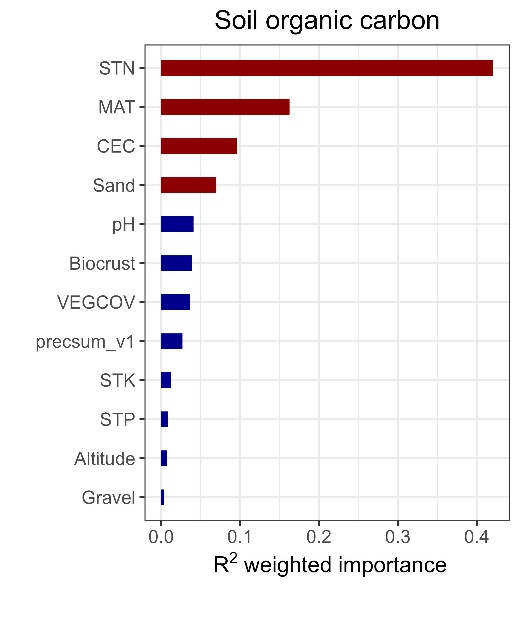 Soil organic carbon
STN
MAT
CEC
Sand
pH
Biocrust
VEGCOV
precsum_v1
STK
STP
Altitude
Gravel
0.0 0.1 0.2 0.3 0.4
R² weighted importance